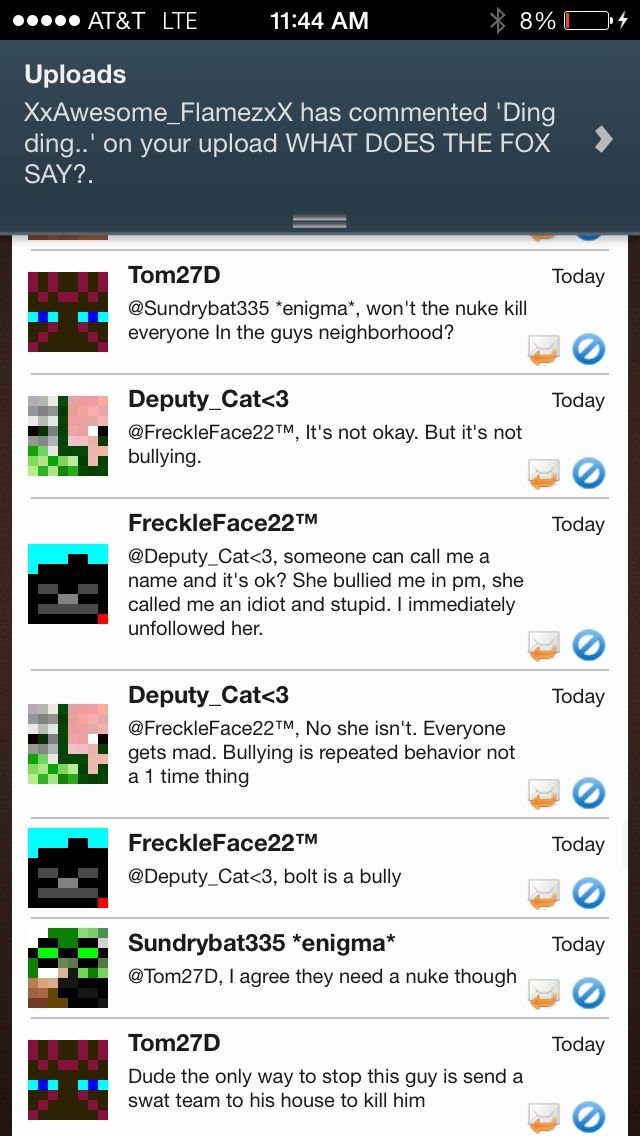 AT&T LTE 11:44 AM 8%
Uploads
XxAwesome_FlamezxX has commented 'Ding
ding..' on your upload WHAT DOES THE FOX
SAY?.
Tom27D Today
@Sundrybat335 *enigma*, won't the nuke kill
everyone In the guys neighborhood?
Deputy_Cat<3 Today
@FreckleFace22™, It's not okay. But it's not
bullying.
FreckleFace22™ Today
@Deputy_Cat<3, someone can call me a
name and it's ok? She bullied me in pm, she
called me an idiot and stupid. I immediately
unfollowed her.
Deputy_Cat<3 Today
@FreckleFace22™, No she isn't. Everyone
gets mad. Bullying is repeated behavior not
a 1 time thing
FreckleFace22™ Today
@Deputy_Cat<3, bolt is a bully
Sundrybat335 *enigma* Today
@Tom27D, I agree they need a nuke though
Tom27D Today
Dude the only way to stop this guy is send a
swat team to his house to kill him